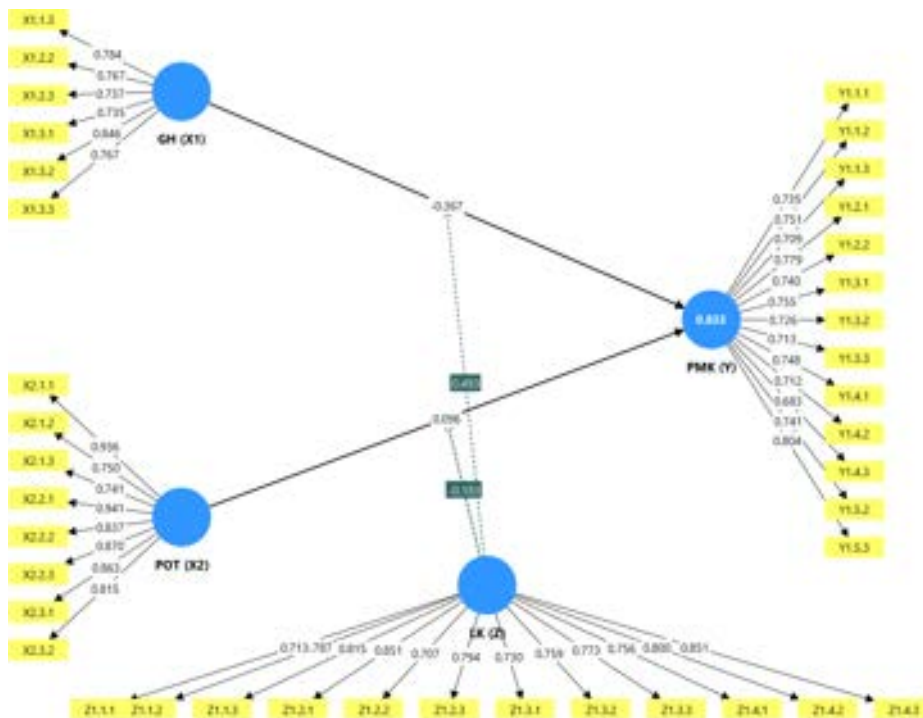 X1.1.3
X1.2.2
X1.2.3
X1.3.1
X1.3.2
X1.3.3
0.784
0.767
0.737
0.735
0.846
0.767
GH (X1)
-0.367
Y1.1.1
Y1.1.2
Y1.1.3
Y1.2.1
Y1.2.2
Y1.3.1
Y1.3.2
Y1.3.3
Y1.4.1
Y1.4.2
Y1.4.3
Y1.5.2
Y1.5.3
0.735
0.751
0.709
0.779
0.740
0.755
0.726
0.713
0.748
0.712
0.683
0.741
0.804
0.833
PMK (Y)
X2.1.1
X2.1.2
X2.1.3
X2.2.1
X2.2.2
X2.2.3
X2.3.1
X2.3.2
0.936
0.750
0.741
0.941
0.837
0.870
0.863
0.815
POT (X2)
0.096
LK (Z)
0.713
0.787
0.815
0.851
0.707
0.794
0.730
0.759
0.773
0.756
0.800
0.851
Z1.1.1
Z1.1.2
Z1.1.3
Z1.2.1
Z1.2.2
Z1.2.3
Z1.3.1
Z1.3.2
Z1.3.3
Z1.4.1
Z1.4.2
Z1.4.3